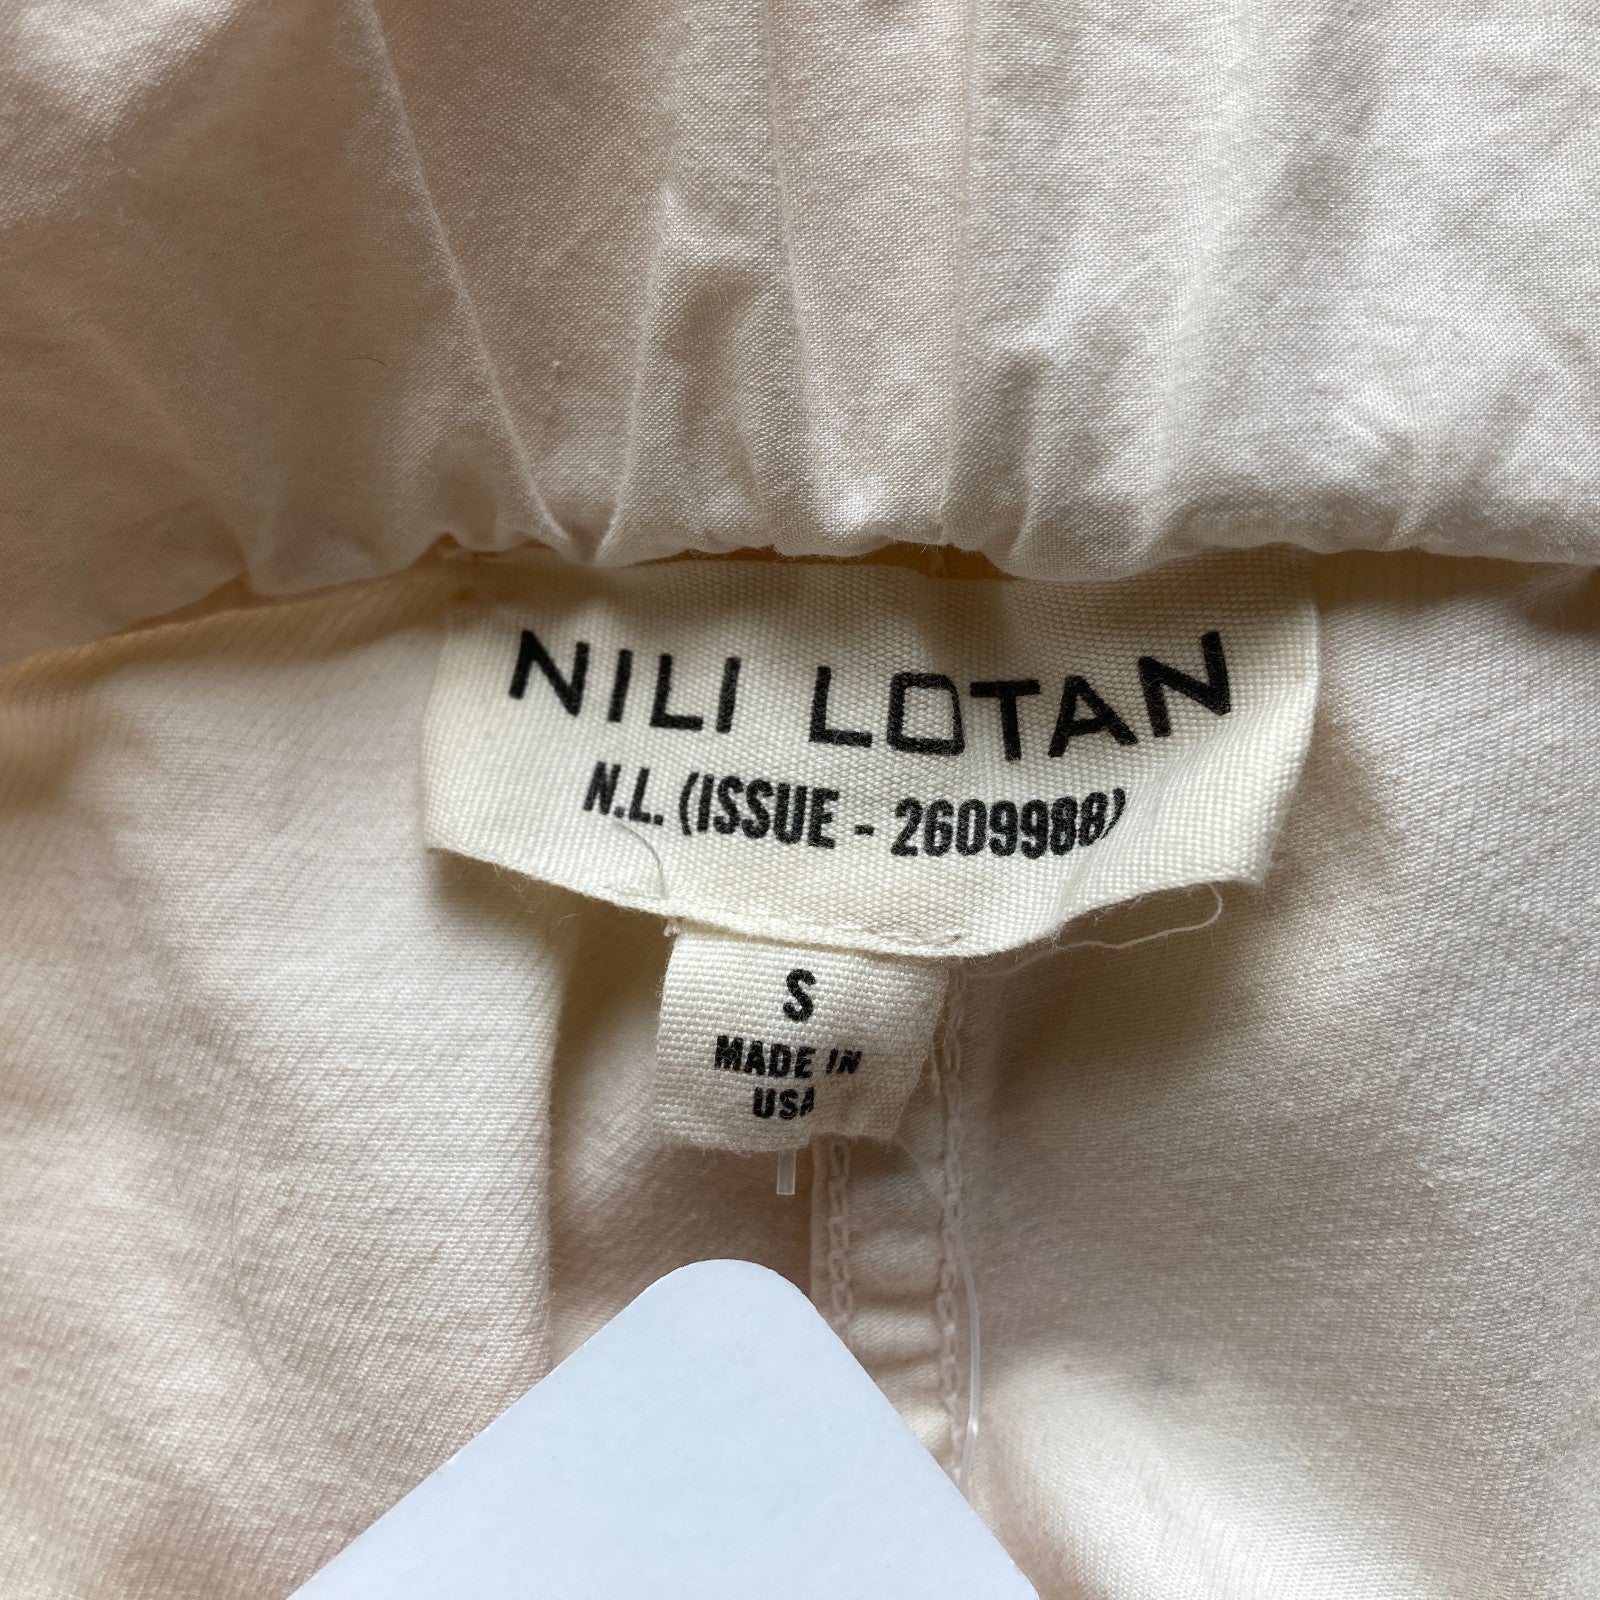 NILI LOTAN
N.L. (ISSUE - 2609988)
S
MADE IN
USA